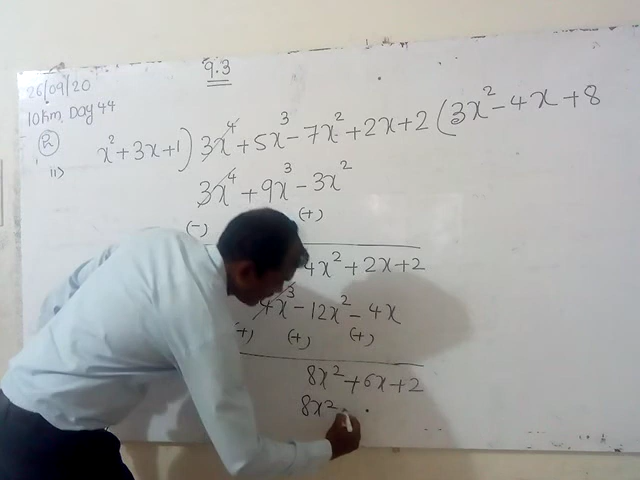 9.3
26/09/20
10km, Day 44
ii) x²+3x+1) 3x⁴+5x³-7x²+2x+2 (3x²-4x+8
3x⁴+9x³-3x²
(-) (+)
4x²+2x+2
4x³-12x²-4x
(+) (+) (+)
8x²+6x+2
8x²